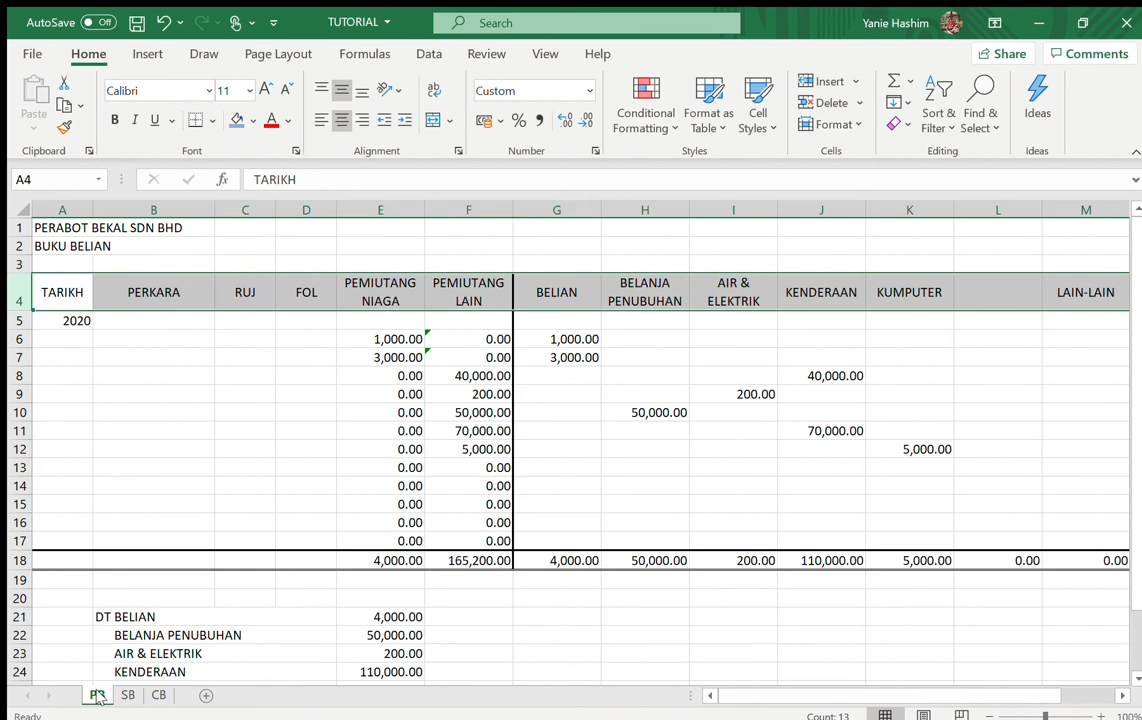 AutoSave Off TUTORIAL Search Yanie Hashim
File Home Insert Draw Page Layout Formulas Data Review View Help Share Comments
Paste Calibri 11 Custom Conditional Formatting Format as Table Cell Styles Insert Delete Format Sort & Filter Find & Select Ideas
Clipboard Font Alignment Number Styles Cells Editing Ideas
A4 fx TARIKH
A B C D E F G H I J K L M
1 PERABOT BEKAL SDN BHD
2 BUKU BELIAN
3
4 TARIKH PERKARA RUJ FOL PEMIUTANG NIAGA PEMIUTANG LAIN BELIAN BELANJA PENUBUHAN AIR & ELEKTRIK KENDERAAN KUMPUTER LAIN-LAIN
5 2020
6 1,000.00 0.00 1,000.00
7 3,000.00 0.00 3,000.00
8 0.00 40,000.00 40,000.00
9 0.00 200.00 200.00
10 0.00 50,000.00 50,000.00
11 0.00 70,000.00 70,000.00
12 0.00 5,000.00 5,000.00
13 0.00 0.00
14 0.00 0.00
15 0.00 0.00
16 0.00 0.00
17 0.00 0.00
18 4,000.00 165,200.00 4,000.00 50,000.00 200.00 110,000.00 5,000.00 0.00 0.00
19
20
21 DT BELIAN 4,000.00
22 BELANJA PENUBUHAN 50,000.00
23 AIR & ELEKTRIK 200.00
24 KENDERAAN 110,000.00
SB CB
Ready Count: 13 100%